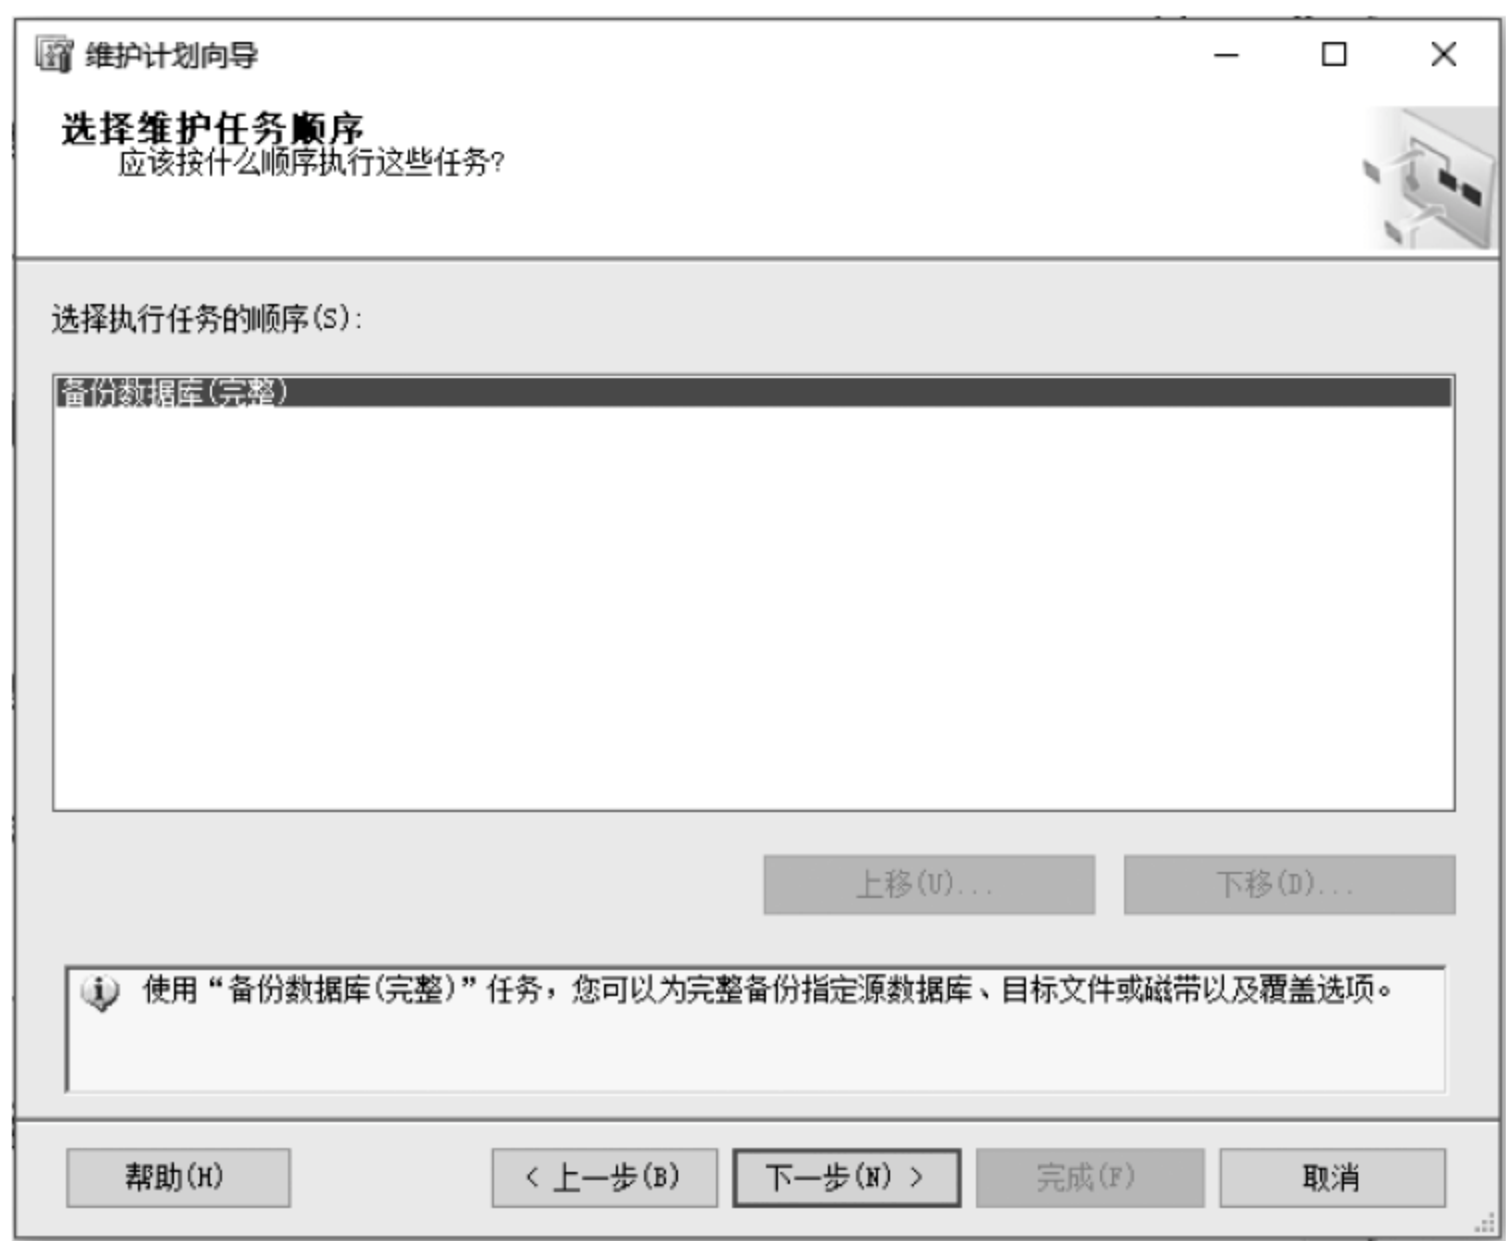 维护计划向导
选择维护任务顺序
应该按什么顺序执行这些任务?
选择执行任务的顺序(S):
备份数据库(完整)
上移(U)...
下移(D)...
使用“备份数据库(完整)”任务，您可以为完整备份指定源数据库、目标文件或磁带以及覆盖选项。
帮助(H)
< 上一步(B)
下一步(N) >
完成(F)
取消